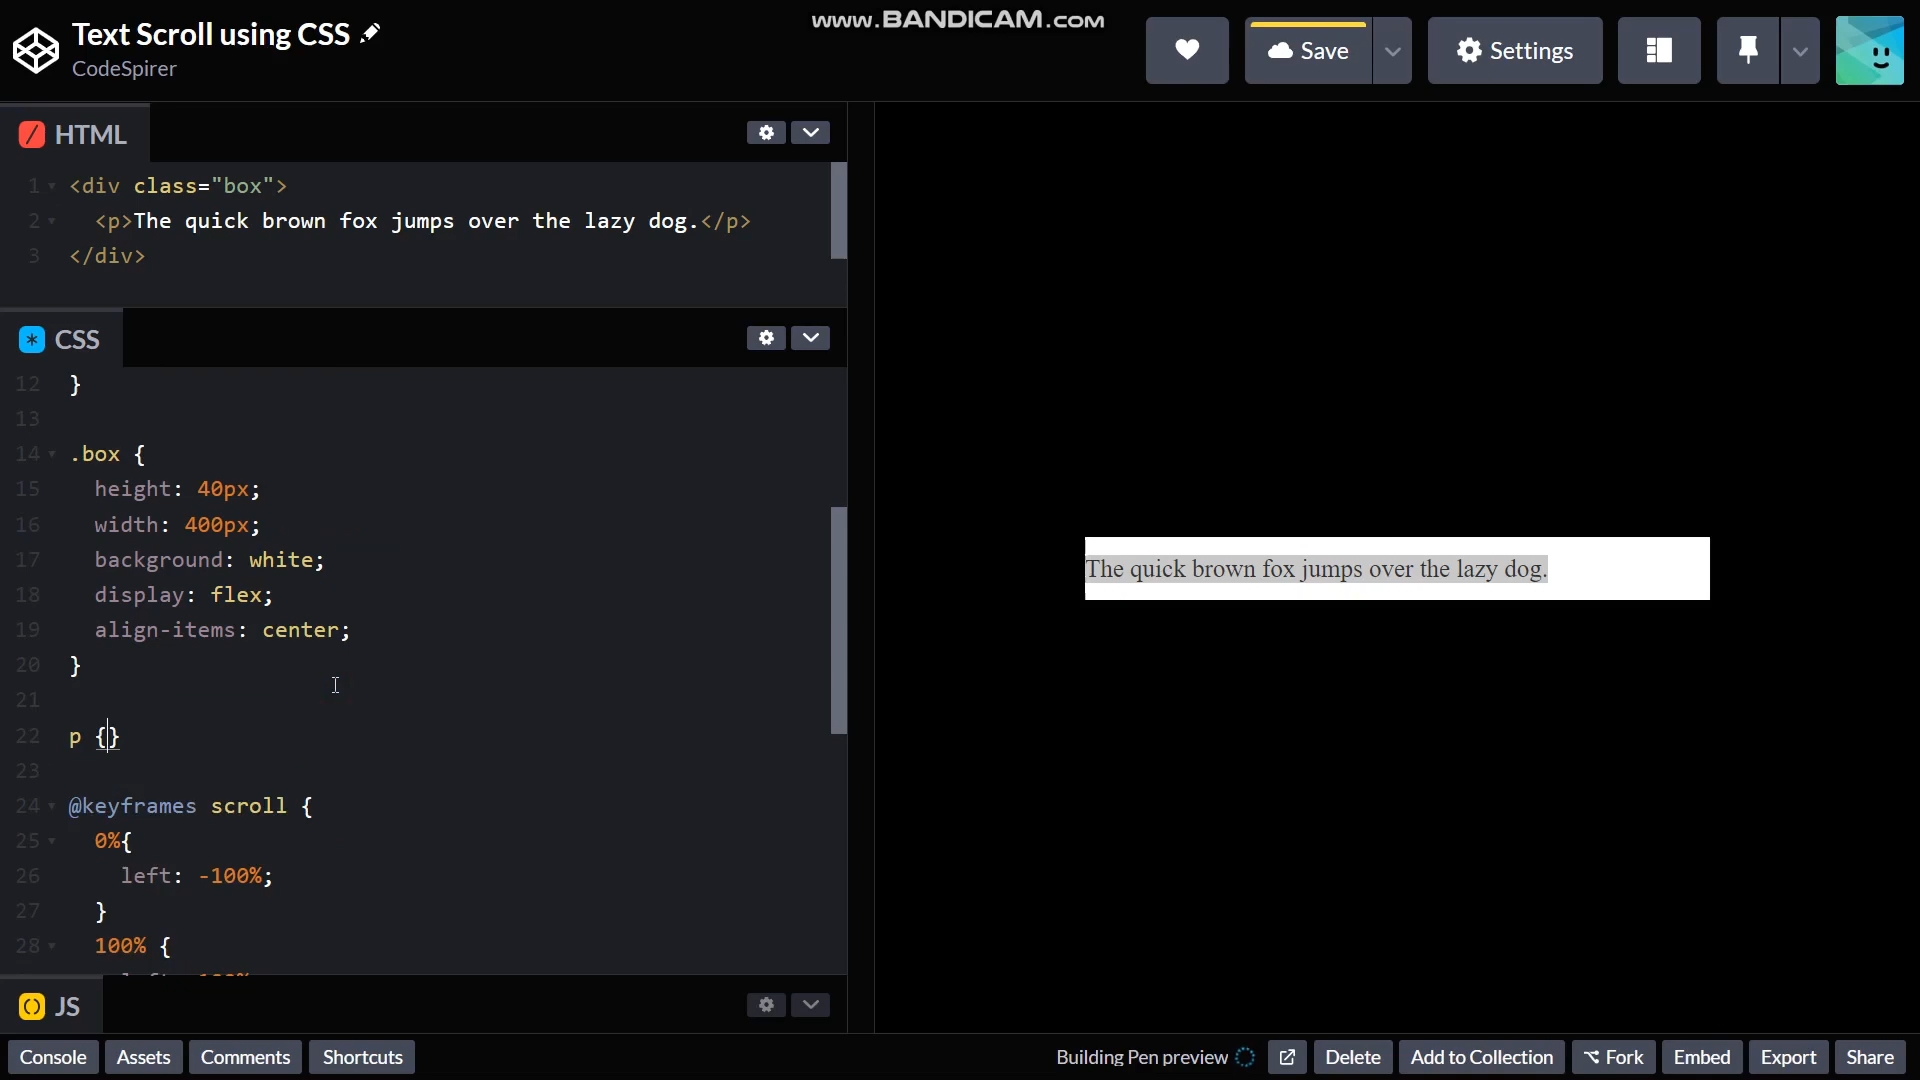 www.BANDICAM.com
Text Scroll using CSS
CodeSpirer
Save
Settings
HTML
1 <div class="box">
2 <p>The quick brown fox jumps over the lazy dog.</p>
3 </div>
CSS
12 }
13
14 .box {
15 height: 40px;
16 width: 400px;
17 background: white;
18 display: flex;
19 align-items: center;
20 }
21
22 p {}
23
24 @keyframes scroll {
25 0%{
26 left: -100%;
27 }
28 100% {
JS
The quick brown fox jumps over the lazy dog.
Console
Assets
Comments
Shortcuts
Building Pen preview
Delete
Add to Collection
Fork
Embed
Export
Share